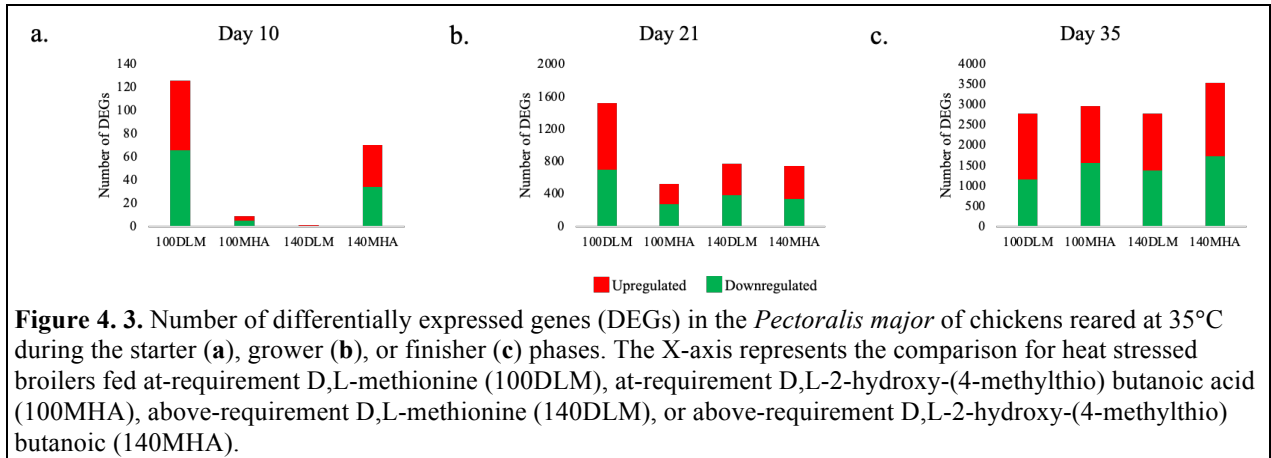 a. Day 10 b. Day 21 c. Day 35
Number of DEGs
140
120
100
80
60
40
20
0
100DLM 100MHA 140DLM 140MHA
Number of DEGs
2000
1600
1200
800
400
0
100DLM 100MHA 140DLM 140MHA
Number of DEGs
4000
3500
3000
2500
2000
1500
1000
500
0
100DLM 100MHA 140DLM 140MHA
Upregulated Downregulated
Figure 4. 3. Number of differentially expressed genes (DEGs) in the Pectoralis major of chickens reared at 35°C
during the starter (a), grower (b), or finisher (c) phases. The X-axis represents the comparison for heat stressed
broilers fed at-requirement D,L-methionine (100DLM), at-requirement D,L-2-hydroxy-(4-methylthio) butanoic acid
(100MHA), above-requirement D,L-methionine (140DLM), or above-requirement D,L-2-hydroxy-(4-methylthio)
butanoic (140MHA).